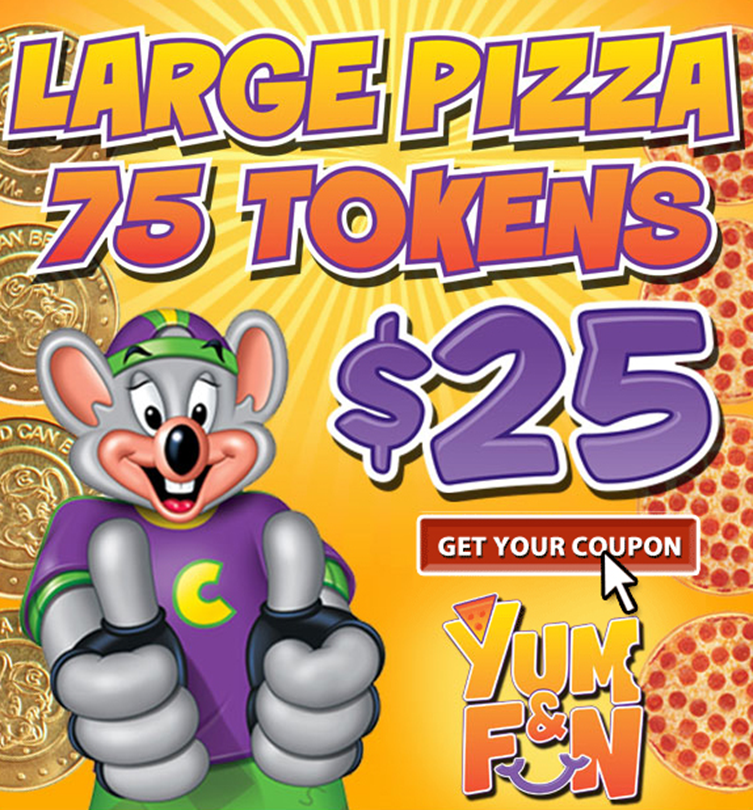 LARGE PIZZA
75 TOKENS
$25
GET YOUR COUPON
C
YUM
&
FUN